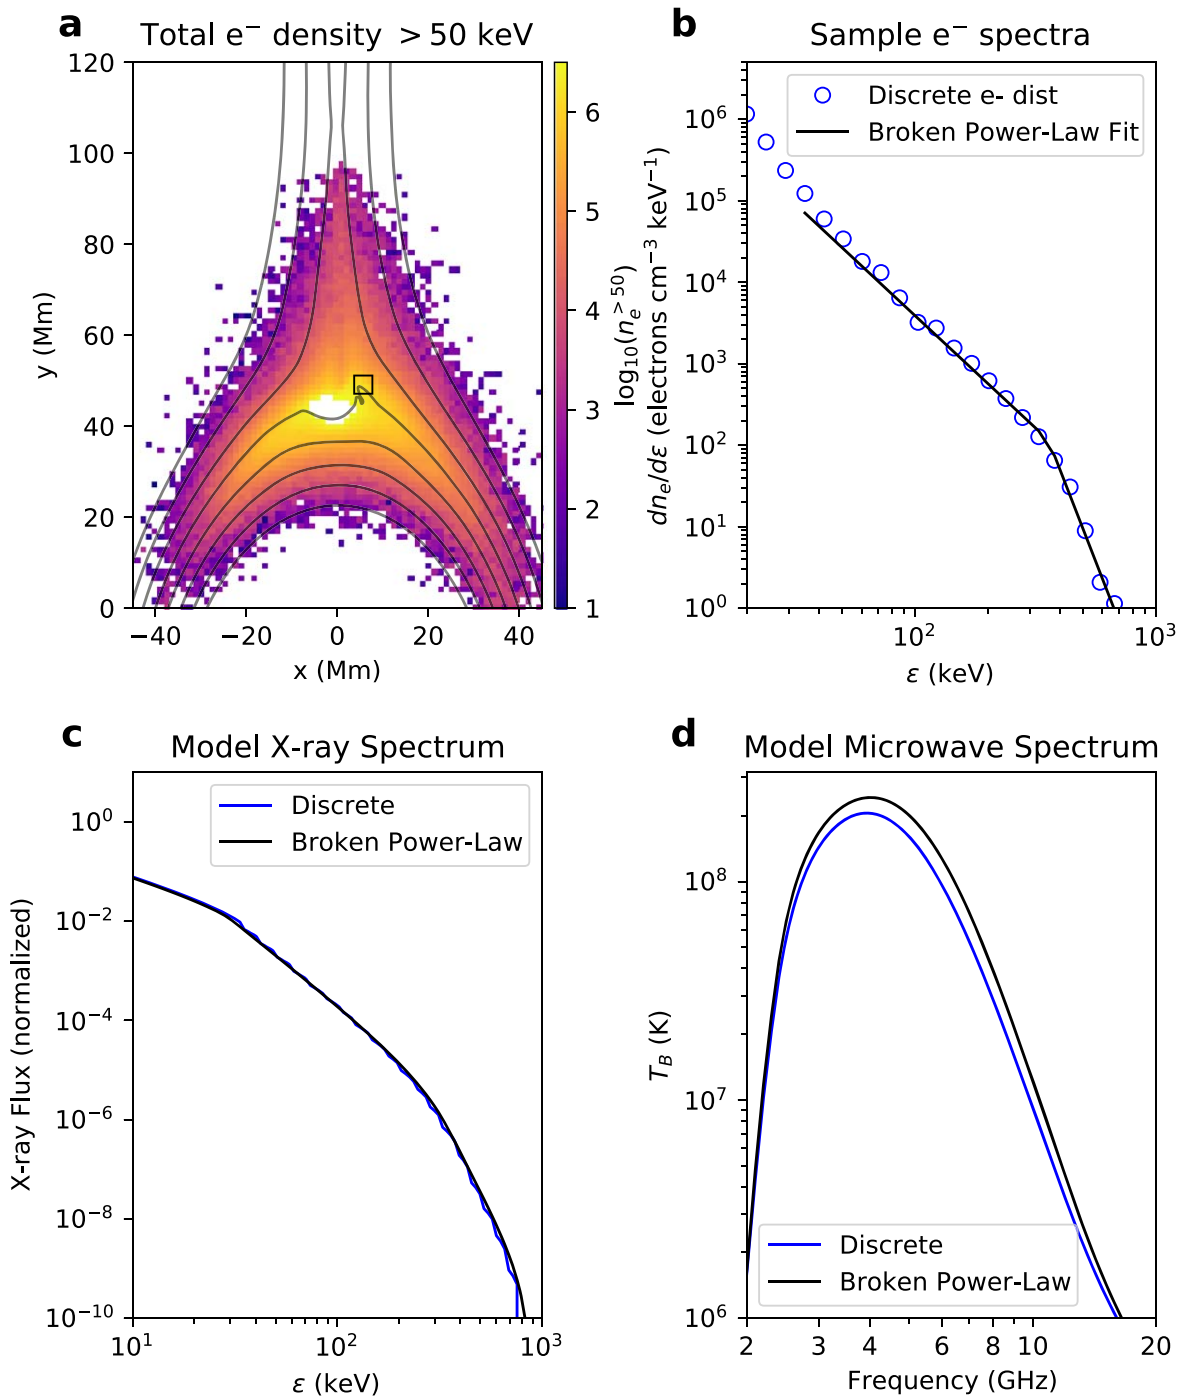 a
Total e⁻ density > 50 keV
120
100
80
60
40
20
0
y (Mm)
−40
−20
0
20
40
x (Mm)
6
5
4
3
2
1
log₁₀(nₑ^{>50})
b
Sample e⁻ spectra
Discrete e- dist
Broken Power-Law Fit
10⁶
10⁵
10⁴
10³
10²
10¹
10⁰
dnₑ/dε (electrons cm⁻³ keV⁻¹)
10²
10³
ε (keV)
c
Model X-ray Spectrum
Discrete
Broken Power-Law
10⁰
10⁻²
10⁻⁴
10⁻⁶
10⁻⁸
10⁻¹⁰
X-ray Flux (normalized)
10¹
10²
10³
ε (keV)
d
Model Microwave Spectrum
10⁸
10⁷
10⁶
T_B (K)
Discrete
Broken Power-Law
2
3
4
6
10
20
Frequency (GHz)